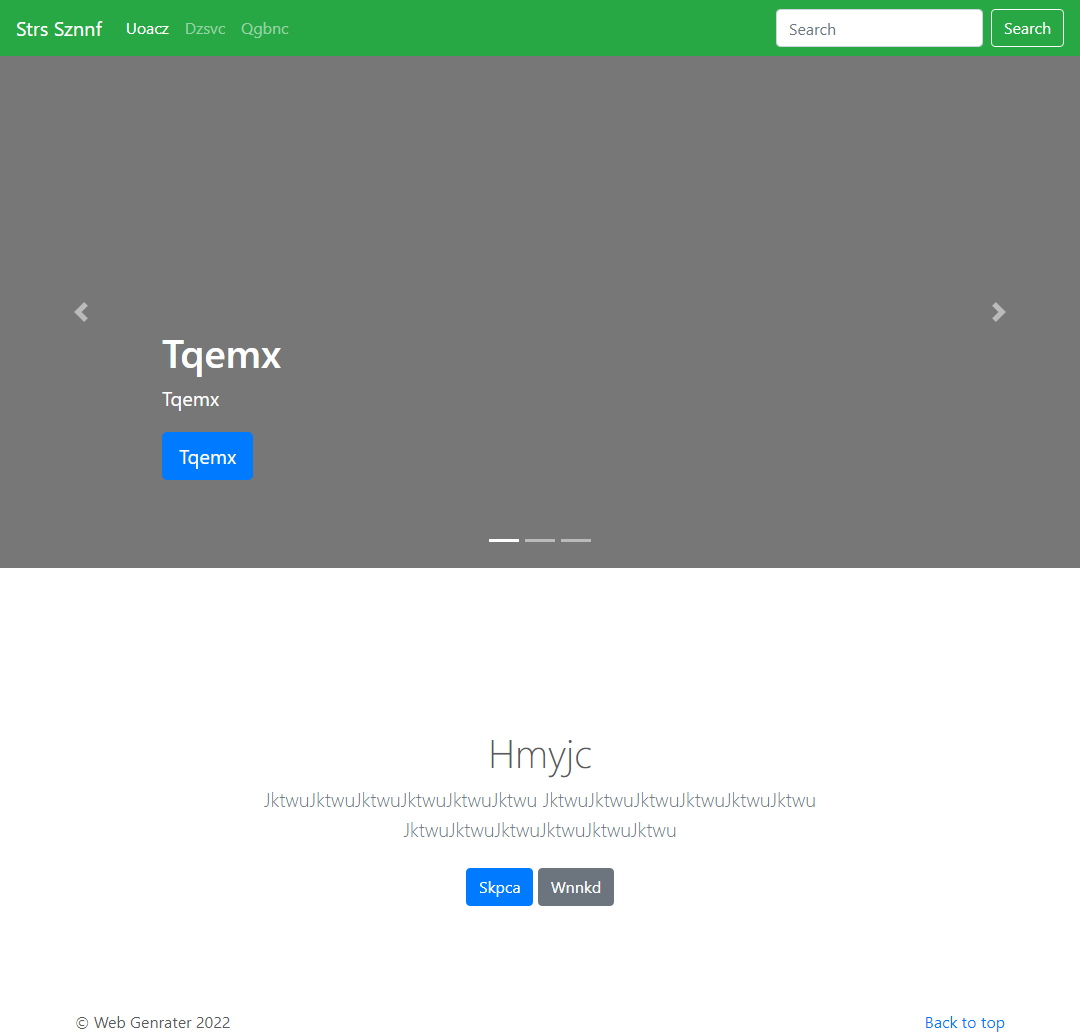 Strs Sznnf Uoacz Dzsvc Qgbnc Search Search
Tqemx
Tqemx
Tqemx
Hmyjc
JktwuJktwuJktwuJktwuJktwuJktwu JktwuJktwuJktwuJktwuJktwuJktwu
JktwuJktwuJktwuJktwuJktwuJktwu
Skpca Wnnkd
© Web Genrater 2022 Back to top